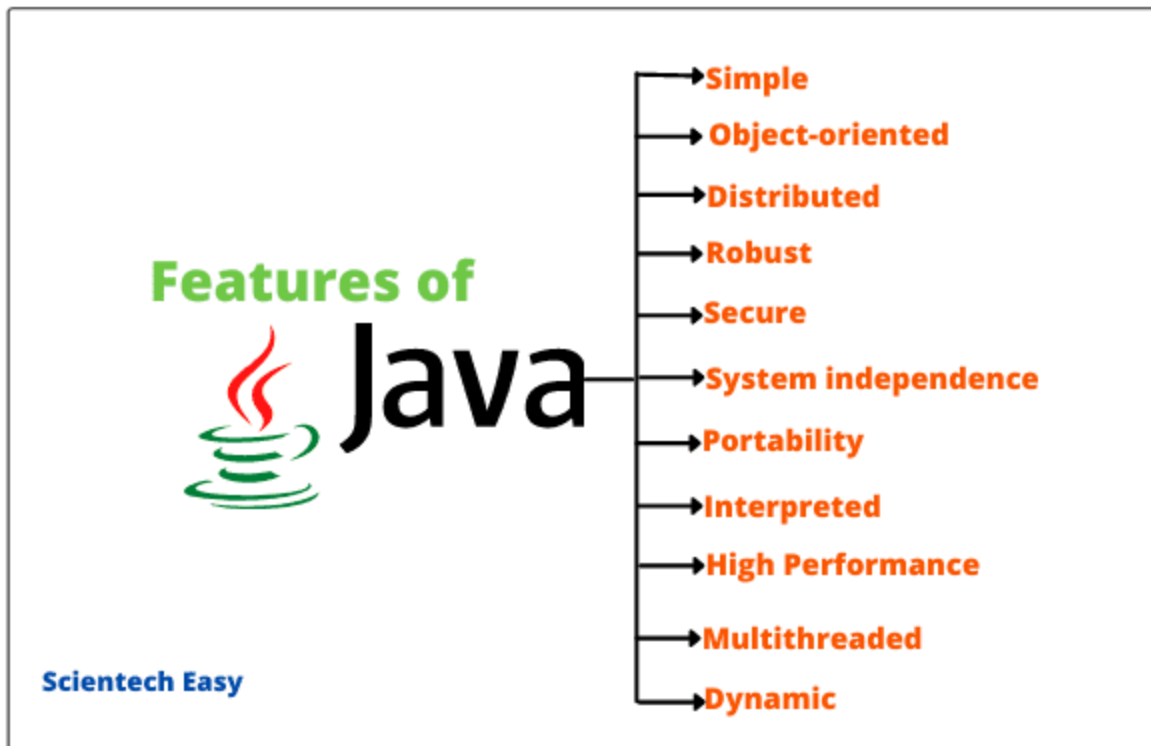 Features of
Java
Simple
Object-oriented
Distributed
Robust
Secure
System independence
Portability
Interpreted
High Performance
Multithreaded
Dynamic
Scientech Easy